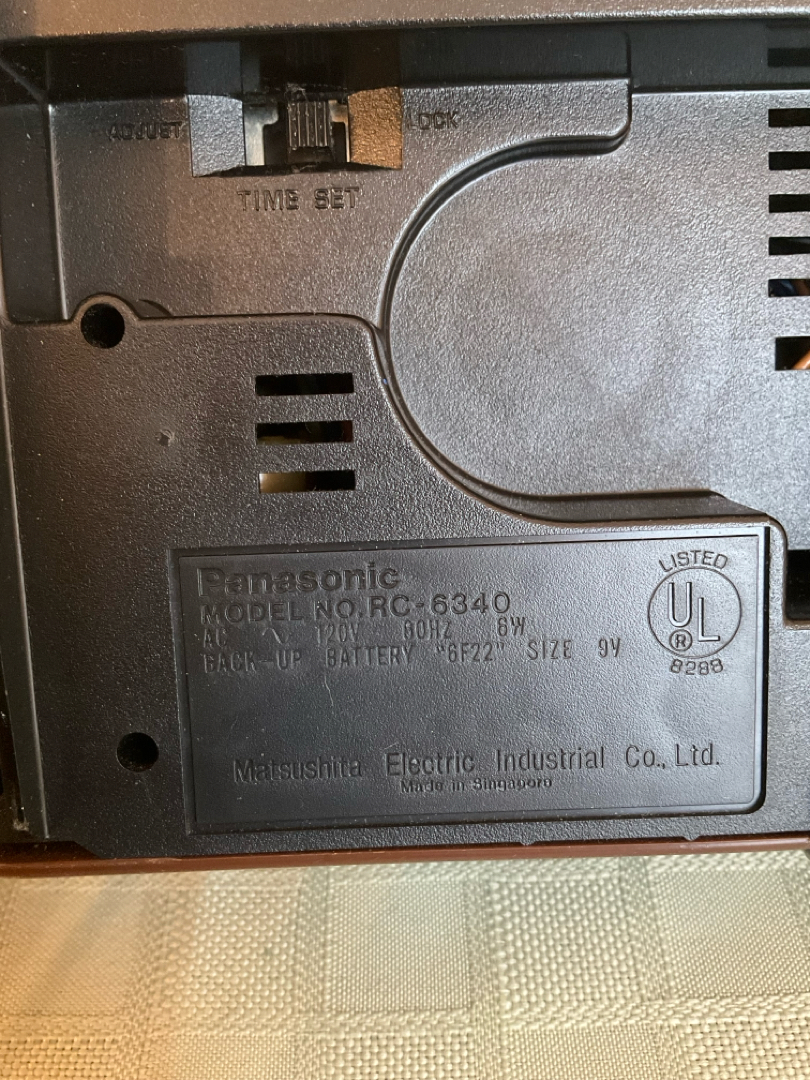 ADJUST
LOCK
TIME SET
Panasonic
MODEL NO. RC-6340
AC ~ 120V 60HZ 6W
BACK-UP BATTERY "6F22" SIZE 9V
LISTED
UL
®
8288
Matsushita Electric Industrial Co., Ltd.
Made in Singapore